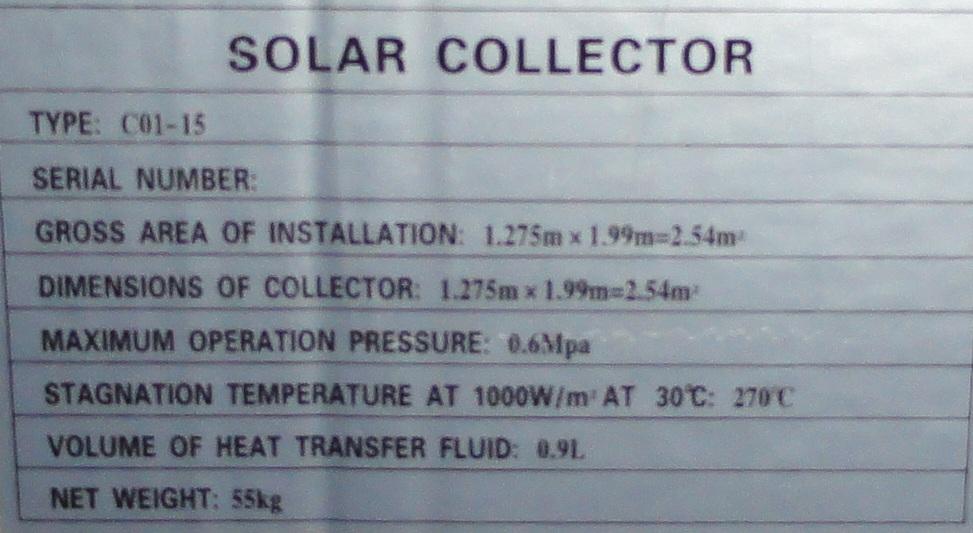 SOLAR COLLECTOR
TYPE: C01-15
SERIAL NUMBER:
GROSS AREA OF INSTALLATION: 1.275m x 1.99m=2.54m²
DIMENSIONS OF COLLECTOR: 1.275m x 1.99m=2.54m²
MAXIMUM OPERATION PRESSURE: 0.6Mpa
STAGNATION TEMPERATURE AT 1000W/m² AT 30℃: 270℃
VOLUME OF HEAT TRANSFER FLUID: 0.9L
NET WEIGHT: 55kg